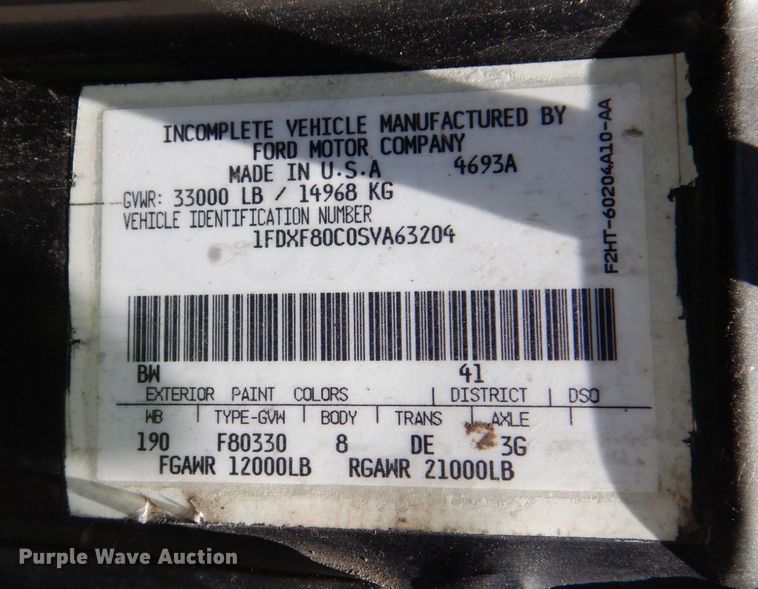 INCOMPLETE VEHICLE MANUFACTURED BY
FORD MOTOR COMPANY
MADE IN U.S.A 4693A
GVWR: 33000 LB / 14968 KG
VEHICLE IDENTIFICATION NUMBER
1FDXF80C0SVA63204
F2HT-60204A10-AA
BW 41
EXTERIOR PAINT COLORS | DISTRICT | DSO
WB | TYPE-GVW | BODY | TRANS | AXLE
190 F80330 8 DE 3G
FGAWR 12000LB RGAWR 21000LB
Purple Wave Auction